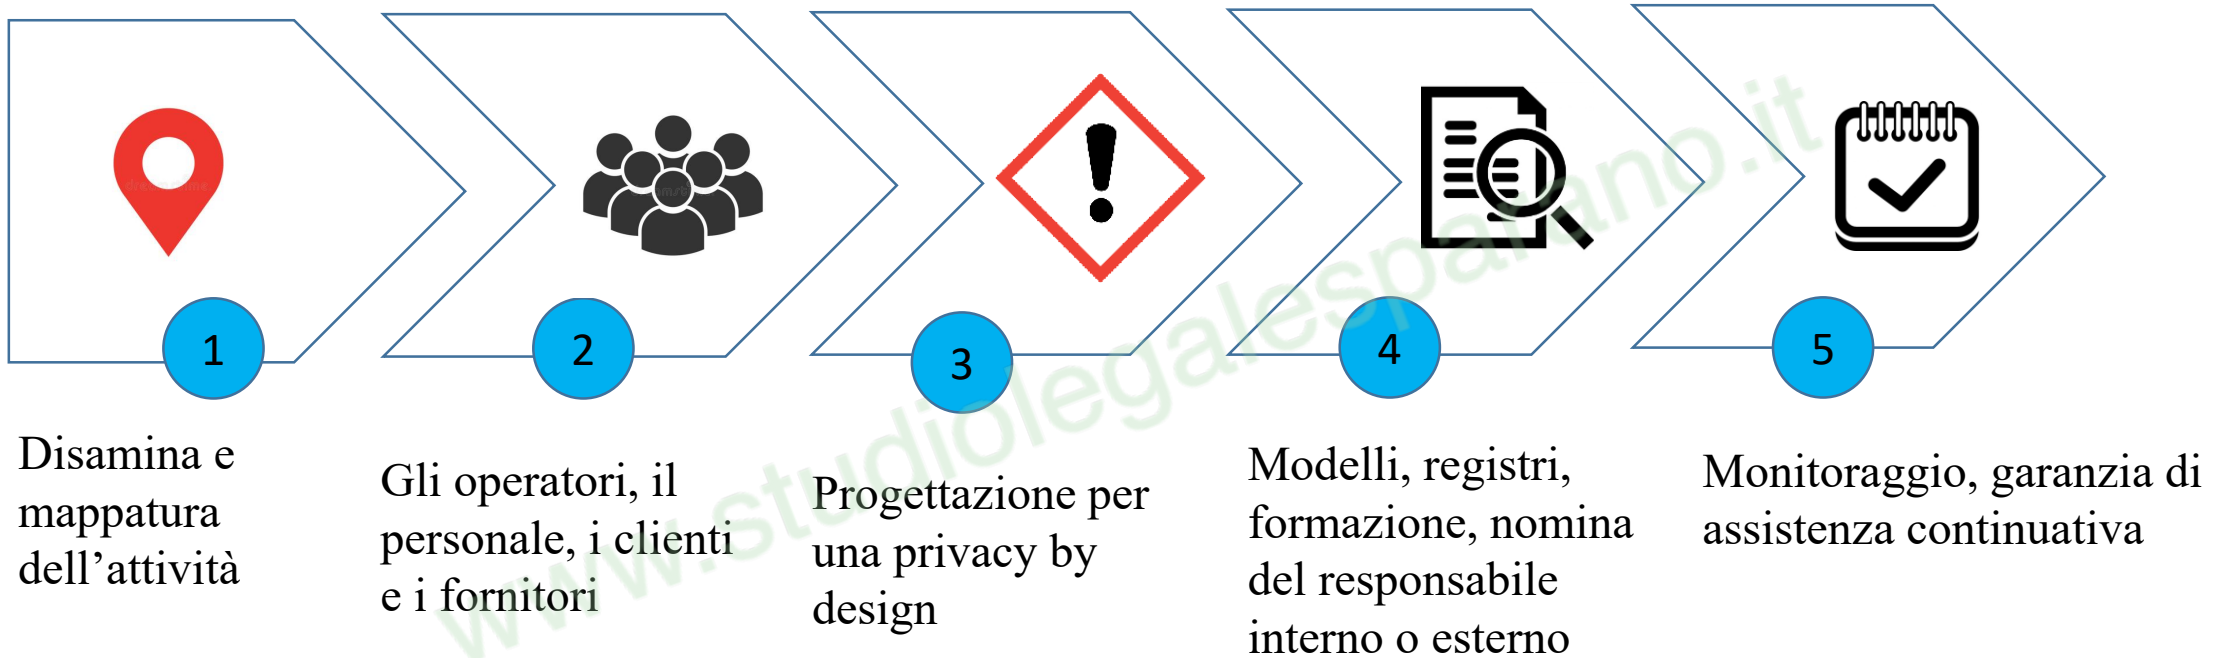 1
Disamina e
mappatura
dell’attività
2
Gli operatori, il
personale, i clienti
e i fornitori
3
Progettazione per
una privacy by
design
4
Modelli, registri,
formazione, nomina
del responsabile
interno o esterno
5
Monitoraggio, garanzia di
assistenza continuativa
www.studiolegalesparano.it